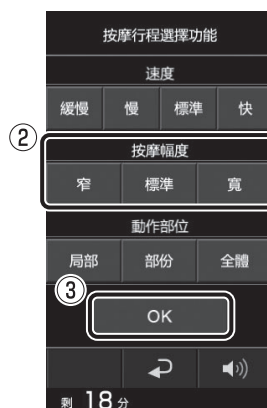 按摩行程選擇功能
速度
緩慢 慢 標準 快
②
按摩幅度
窄 標準 寬
動作部位
局部 部份 全體
③
OK
剩 18 分